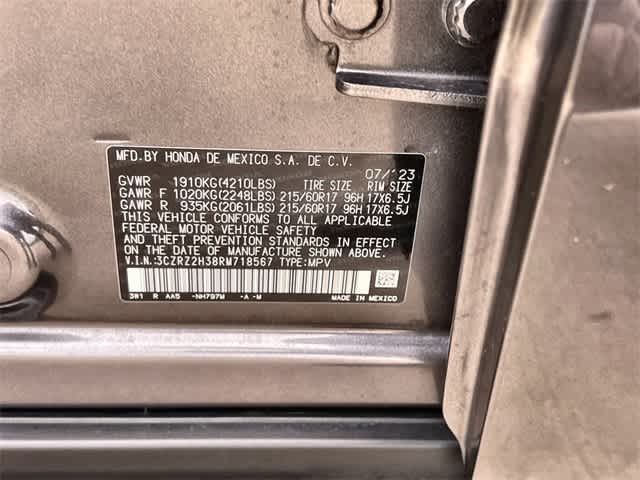 MFD.BY HONDA DE MEXICO S.A. DE C.V.
07/'23
GVWR 1910KG(4210LBS) TIRE SIZE RIM SIZE
GAWR F 1020KG(2248LBS) 215/60R17 96H 17X6.5J
GAWR R 935KG(2061LBS) 215/60R17 96H 17X6.5J
THIS VEHICLE CONFORMS TO ALL APPLICABLE
FEDERAL MOTOR VEHICLE SAFETY
AND THEFT PREVENTION STANDARDS IN EFFECT
ON THE DATE OF MANUFACTURE SHOWN ABOVE.
V.I.N.:3CZRZ2H38RM718567 TYPE:MPV
3W1 R AA5 -NH797M -A -M MADE IN MEXICO